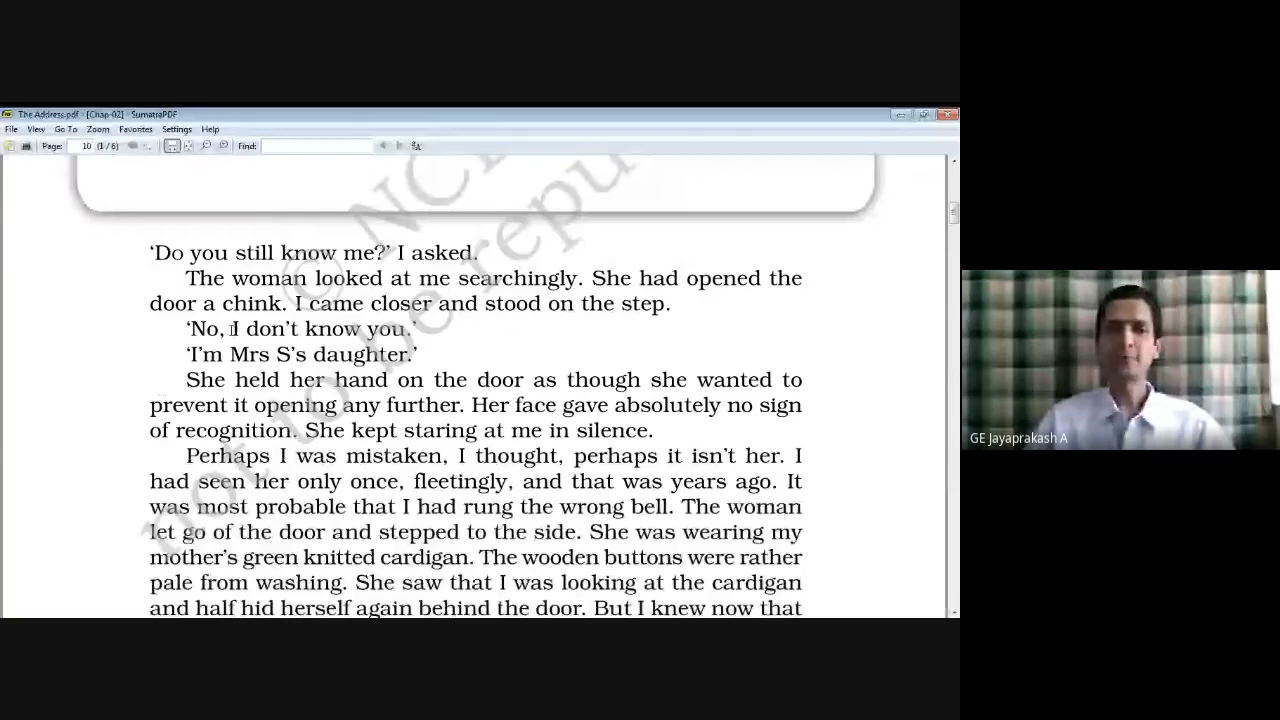 The Address.pdf - [Chap-02] - SumatraPDF
File View Go To Zoom Favorites Settings Help
Page: 10 (1 / 6) Find:
© NC
not to be repu
‘Do you still know me?’ I asked.
The woman looked at me searchingly. She had opened the
door a chink. I came closer and stood on the step.
‘No, I don’t know you.’
‘I’m Mrs S’s daughter.’
She held her hand on the door as though she wanted to
prevent it opening any further. Her face gave absolutely no sign
of recognition. She kept staring at me in silence.
Perhaps I was mistaken, I thought, perhaps it isn’t her. I
had seen her only once, fleetingly, and that was years ago. It
was most probable that I had rung the wrong bell. The woman
let go of the door and stepped to the side. She was wearing my
mother’s green knitted cardigan. The wooden buttons were rather
pale from washing. She saw that I was looking at the cardigan
and half hid herself again behind the door. But I knew now that
GE Jayaprakash A